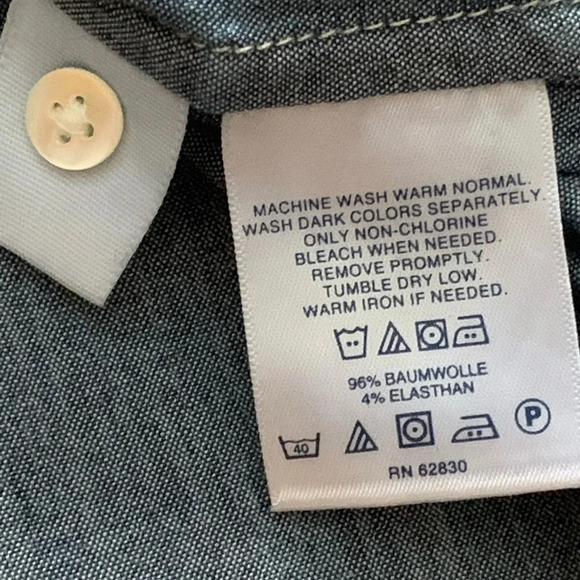 MACHINE WASH WARM NORMAL.
WASH DARK COLORS SEPARATELY.
ONLY NON-CHLORINE
BLEACH WHEN NEEDED.
REMOVE PROMPTLY.
TUMBLE DRY LOW.
WARM IRON IF NEEDED.
96% BAUMWOLLE
4% ELASTHAN
40 P
RN 62830